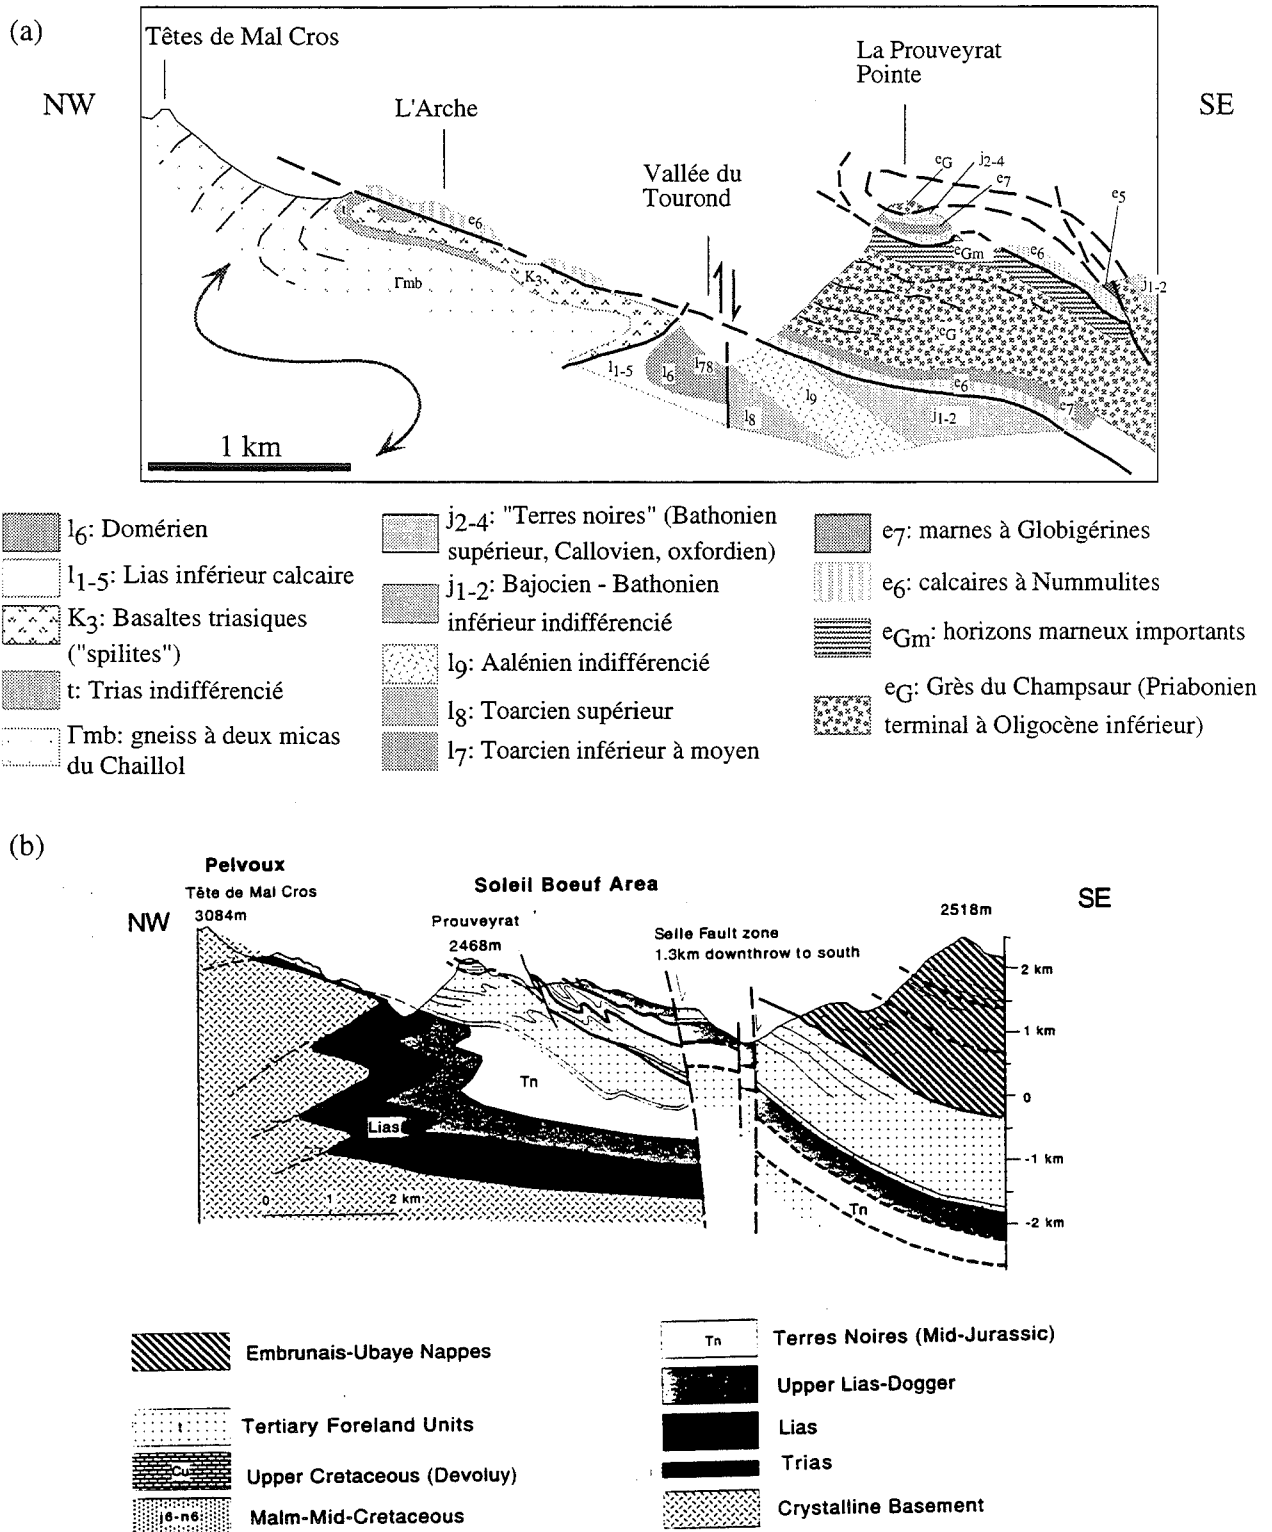 (a)
Têtes de Mal Cros
La Prouveyrat
Pointe
NW
SE
L'Arche
Vallée du
Tourond
eG
j2-4
e7
e5
t
e6
eGm
e6
j1-2
K3
Γmb
eG
l1-5
l6
l78
l9
l8
e6
e7
j1-2
1 km
l6: Domérien
l1-5: Lias inférieur calcaire
K3: Basaltes triasiques
("spilites")
t: Trias indifférencié
Γmb: gneiss à deux micas
du Chaillol
j2-4: "Terres noires" (Bathonien
supérieur, Callovien, oxfordien)
j1-2: Bajocien - Bathonien
inférieur indifférencié
l9: Aalénien indifférencié
l8: Toarcien supérieur
l7: Toarcien inférieur à moyen
e7: marnes à Globigérines
e6: calcaires à Nummulites
eGm: horizons marneux importants
eG: Grès du Champsaur (Priabonien
terminal à Oligocène inférieur)
(b)
Pelvoux
Tête de Mal Cros
3084m
NW
Soleil Boeuf Area
SE
2518m
Prouveyrat
2468m
Selle Fault zone
1.3km downthrow to south
2 km
1 km
0
-1 km
-2 km
Tn
Lias
Tn
0 1 2 km
Embrunais-Ubaye Nappes
t
Tertiary Foreland Units
Cu
Upper Cretaceous (Devoluy)
j6-n6
Malm-Mid-Cretaceous
Tn
Terres Noires (Mid-Jurassic)
Upper Lias-Dogger
Lias
Trias
Crystalline Basement